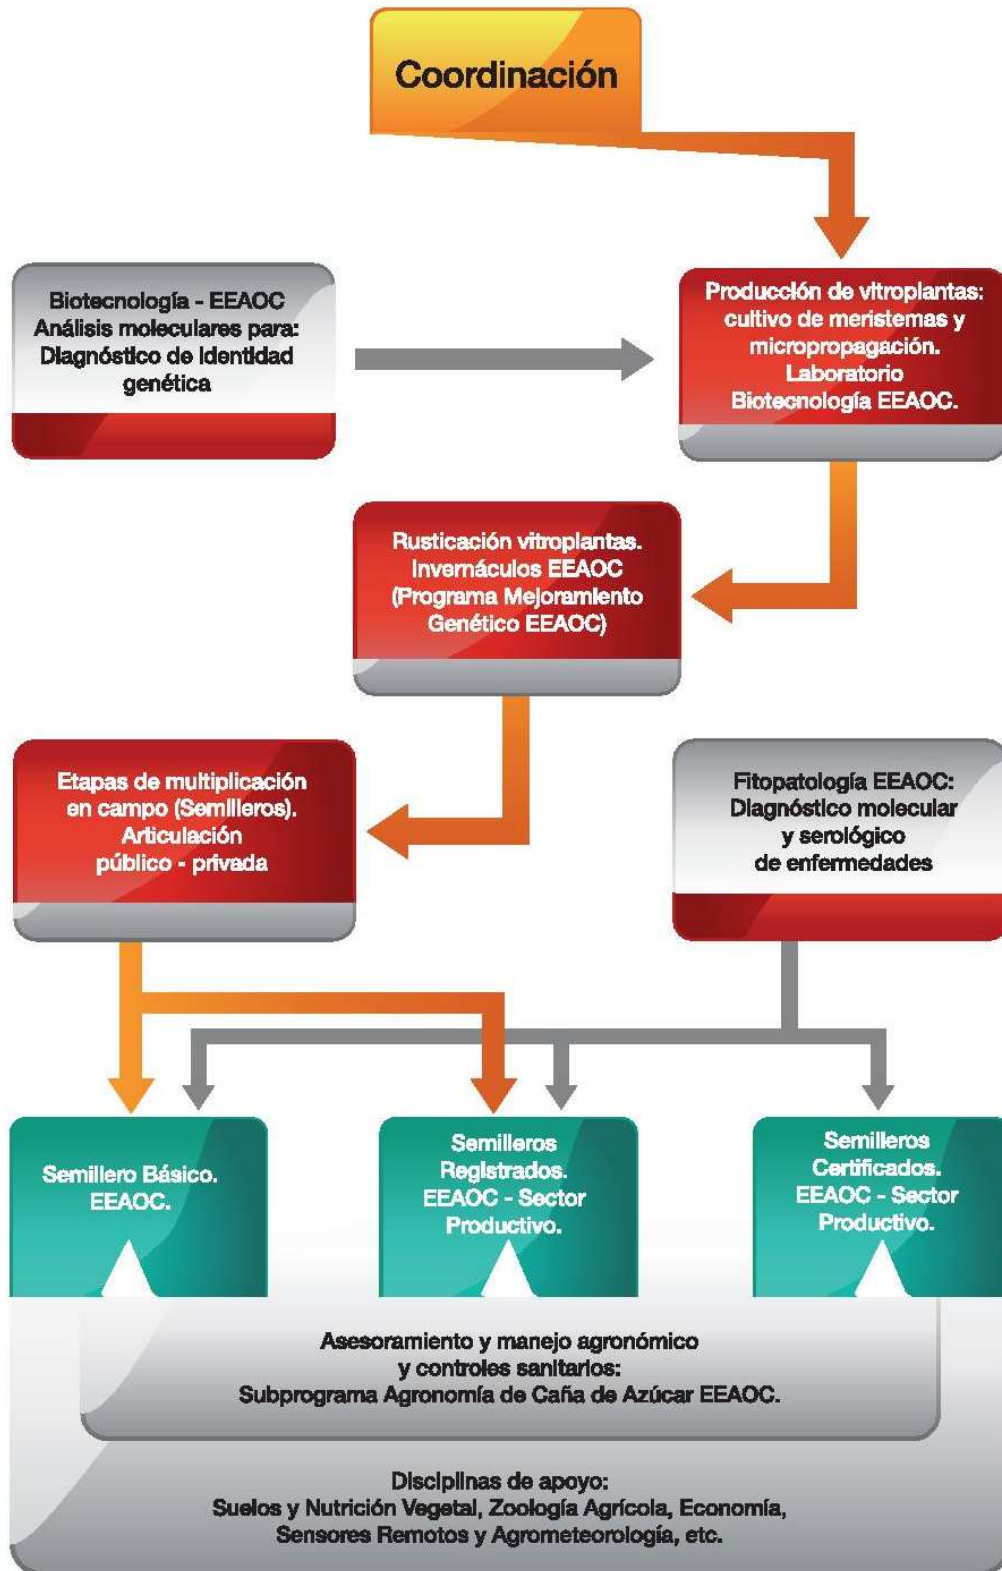 Coordinación
Biotecnología - EEAOC
Análisis moleculares para:
Diagnóstico de identidad
genética
Producción de vitroplantas:
cultivo de meristemas y
micropropagación.
Laboratorio
Biotecnología EEAOC.
Rusticación vitroplantas.
Invernáculos EEAOC
(Programa Mejoramiento
Genético EEAOC)
Etapas de multiplicación
en campo (Semilleros).
Articulación
público - privada
Fitopatología EEAOC:
Diagnóstico molecular
y serológico
de enfermedades
Semillero Básico.
EEAOC.
Semilleros
Registrados.
EEAOC - Sector
Productivo.
Semilleros
Certificados.
EEAOC - Sector
Productivo.
Asesoramiento y manejo agronómico
y controles sanitarios:
Subprograma Agronomía de Caña de Azúcar EEAOC.
Disciplinas de apoyo:
Suelos y Nutrición Vegetal, Zoología Agrícola, Economía,
Sensores Remotos y Agrometeorología, etc.